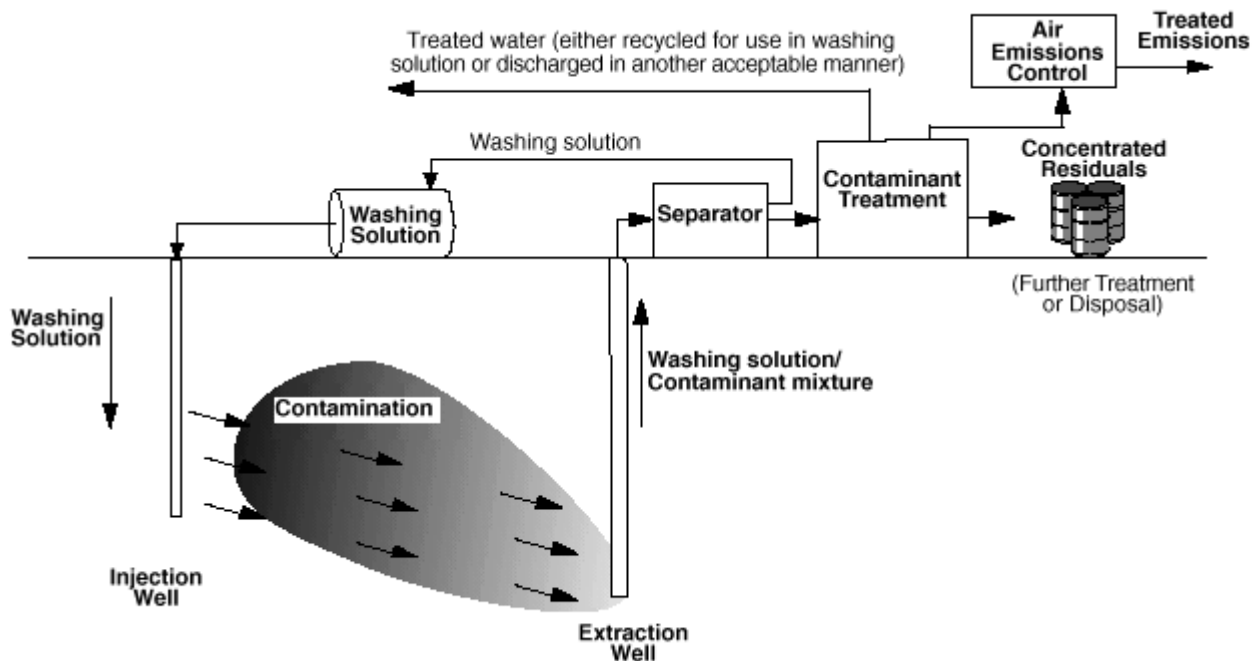 Treated water (either recycled for use in washing
solution or discharged in another acceptable manner)
Air
Emissions
Control
Treated
Emissions
Washing solution
Concentrated
Residuals
Washing
Solution
Separator
Contaminant
Treatment
(Further Treatment
or Disposal)
Washing
Solution
Washing solution/
Contaminant mixture
Contamination
Injection
Well
Extraction
Well